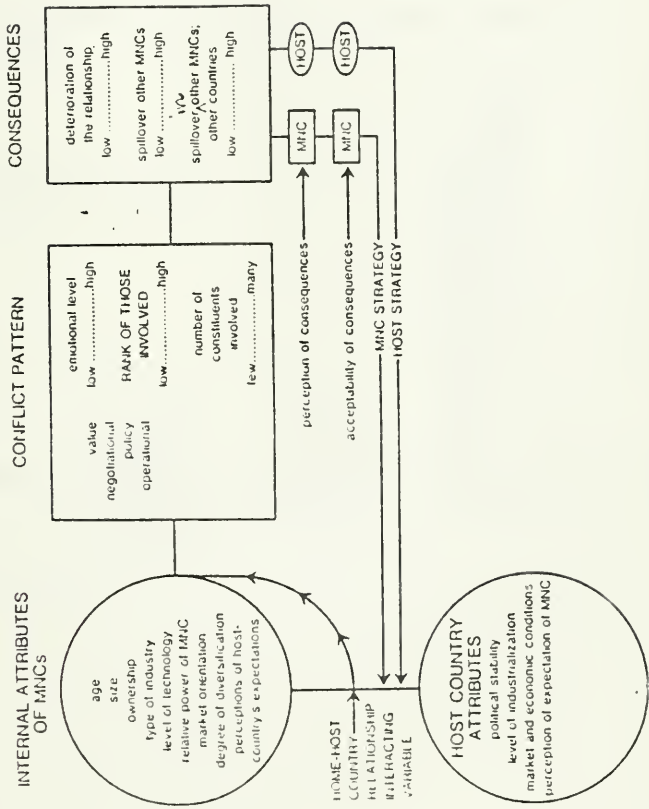 INTERNAL ATTRIBUTES
OF MNCs
age
size
ownership
type of industry
level of technology
relative power of MNC
market orientation
degree of diversification
perceptions of host-
country's expectations
HOME-HOST
COUNTRY
RELATIONSHIP
INTERACTING
VARIABLE
HOST COUNTRY
ATTRIBUTES
political stability
level of industrialization
market and economic conditions
perception of expectation of MNC
CONFLICT PATTERN
value
negotiational
policy
operational
emotional level
low ................high
RANK OF THOSE
INVOLVED
low................high
number of
constituents
involved
few................many
CONSEQUENCES
deterioration of
the relationship
low ................high
spillover other MNCs
low ................high
spillover other MNCs;
other countries
low ................high
perception of consequences
MNC
HOST
acceptability of consequences
MNC
HOST
MNC STRATEGY
HOST STRATEGY